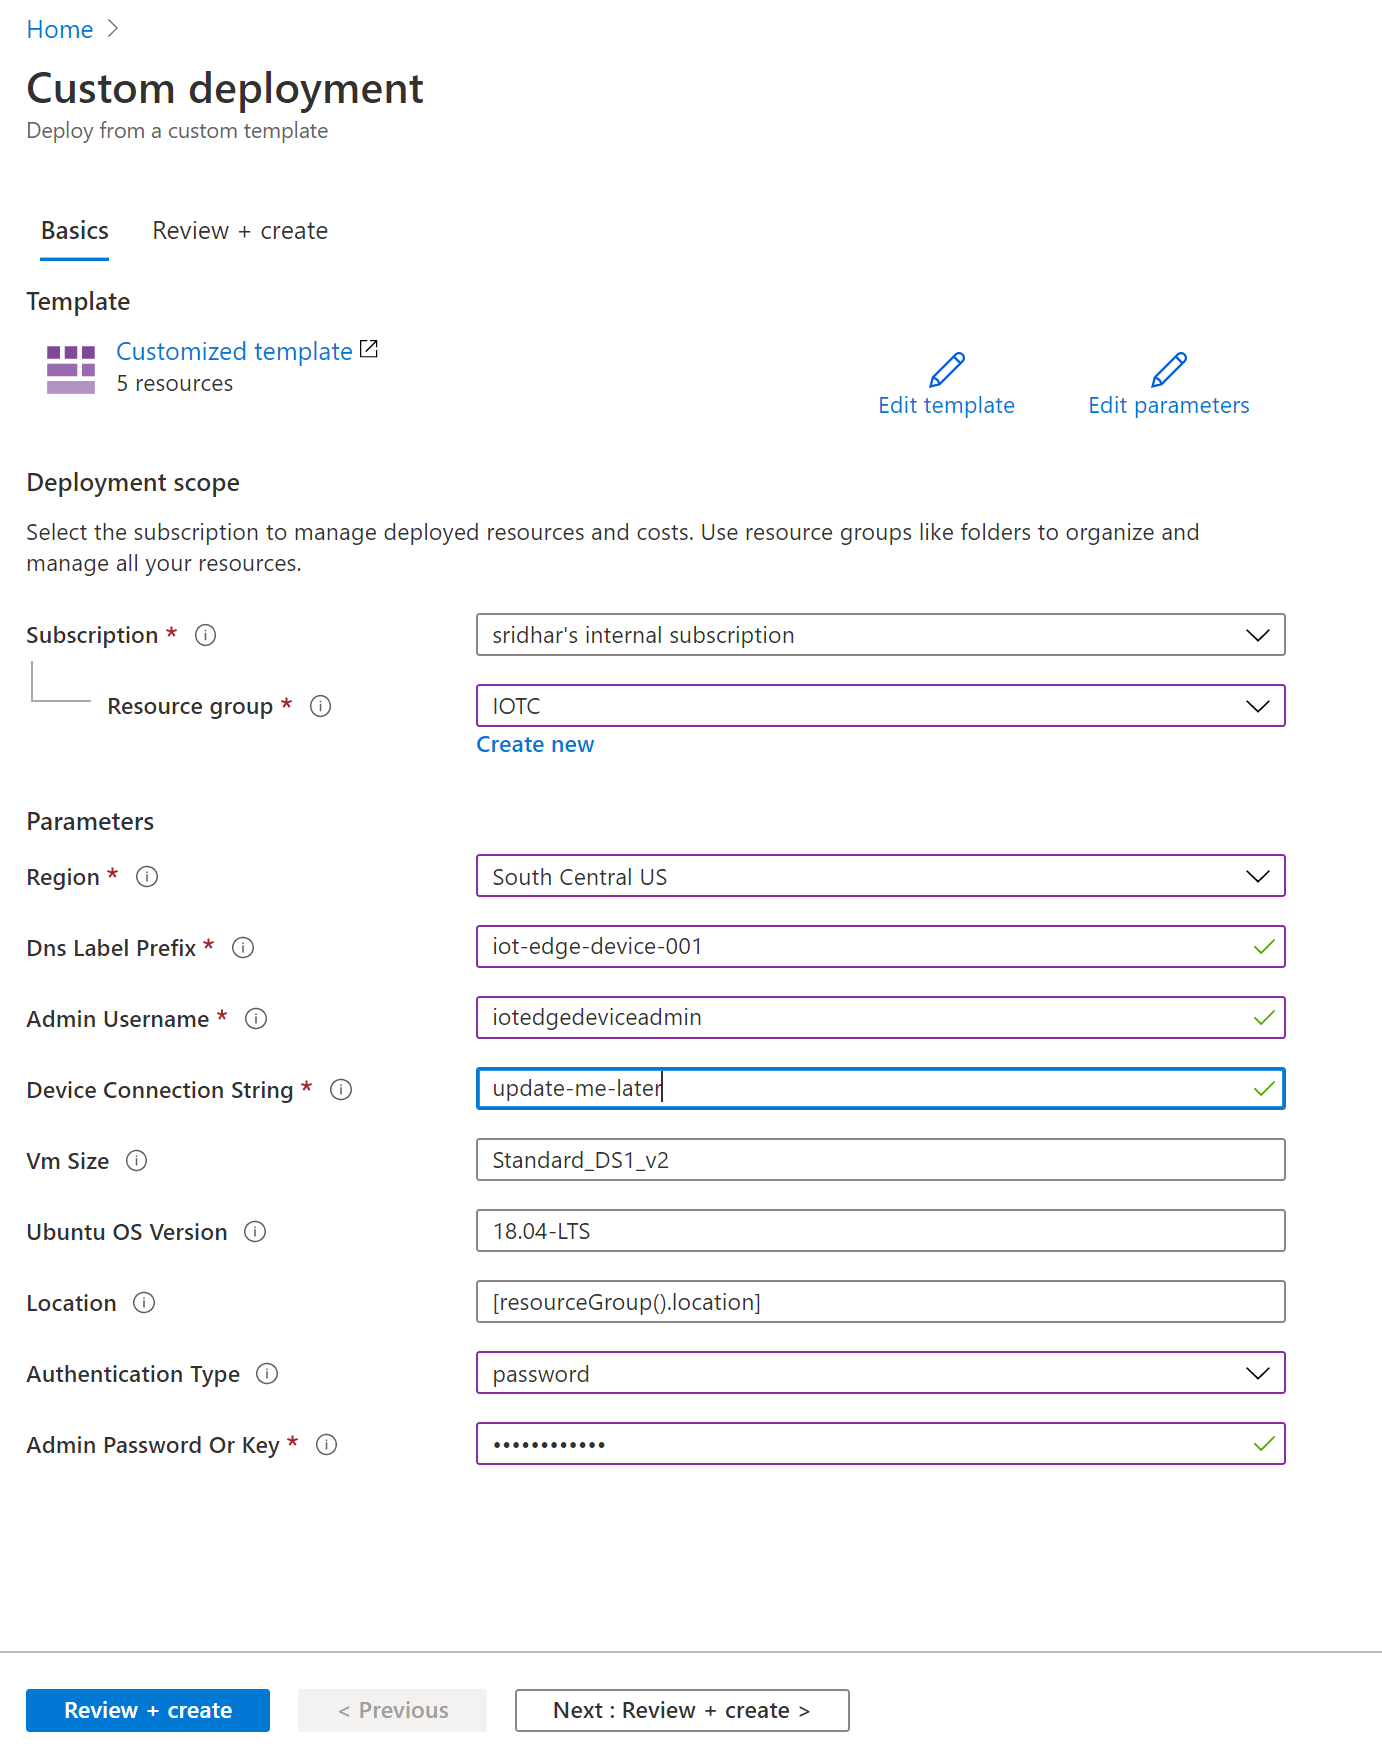 Home
Custom deployment
Deploy from a custom template
Basics
Review + create
Template
Customized template
5 resources
Edit template
Edit parameters
Deployment scope
Select the subscription to manage deployed resources and costs. Use resource groups like folders to organize and
manage all your resources.
Subscription *
sridhar's internal subscription
Resource group *
IOTC
Create new
Parameters
Region *
South Central US
Dns Label Prefix *
iot-edge-device-001
Admin Username *
iotedgedeviceadmin
Device Connection String *
update-me-later
Vm Size
Standard_DS1_v2
Ubuntu OS Version
18.04-LTS
Location
[resourceGroup().location]
Authentication Type
password
Admin Password Or Key *
••••••••••••
Review + create
< Previous
Next : Review + create >